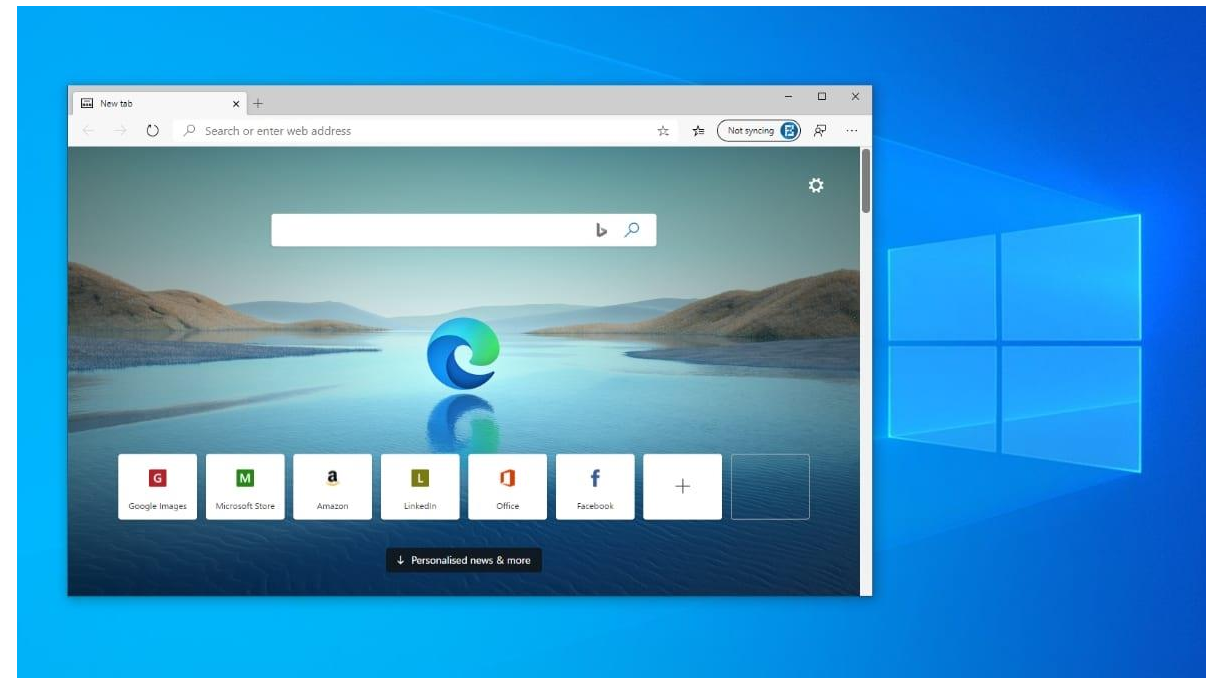 New tab
Search or enter web address
Not syncing
G
M
a
L
f
Google Images
Microsoft Store
Amazon
LinkedIn
Office
Facebook
Personalised news & more